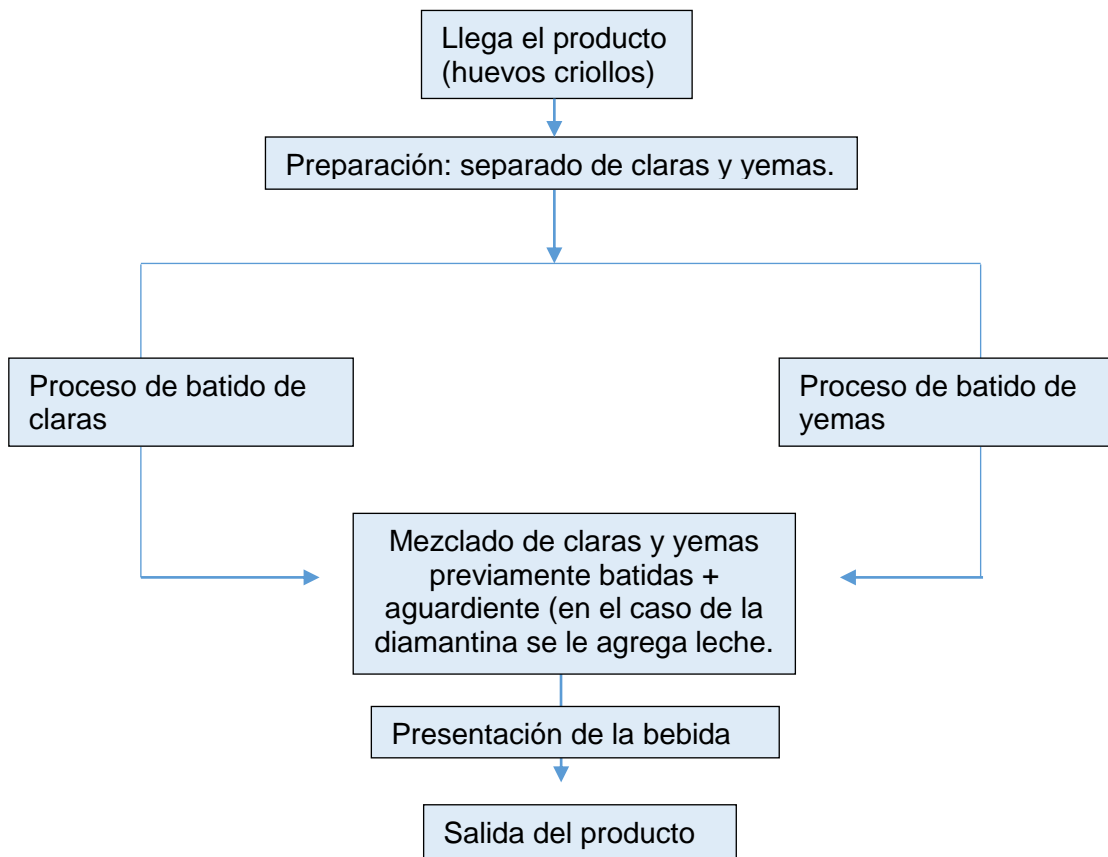 Llega el producto
(huevos criollos)
Preparación: separado de claras y yemas.
Proceso de batido de
claras
Proceso de batido de
yemas
Mezclado de claras y yemas
previamente batidas +
aguardiente (en el caso de la
diamantina se le agrega leche.
Presentación de la bebida
Salida del producto